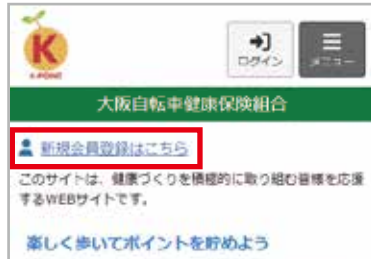 K
K-POINT
ログイン
メニュー
大阪自転車健康保険組合
新規会員登録はこちら
このサイトは、健康づくりを積極的に取り組む皆様を応援
するWEBサイトです。
楽しく歩いてポイントを貯めよう